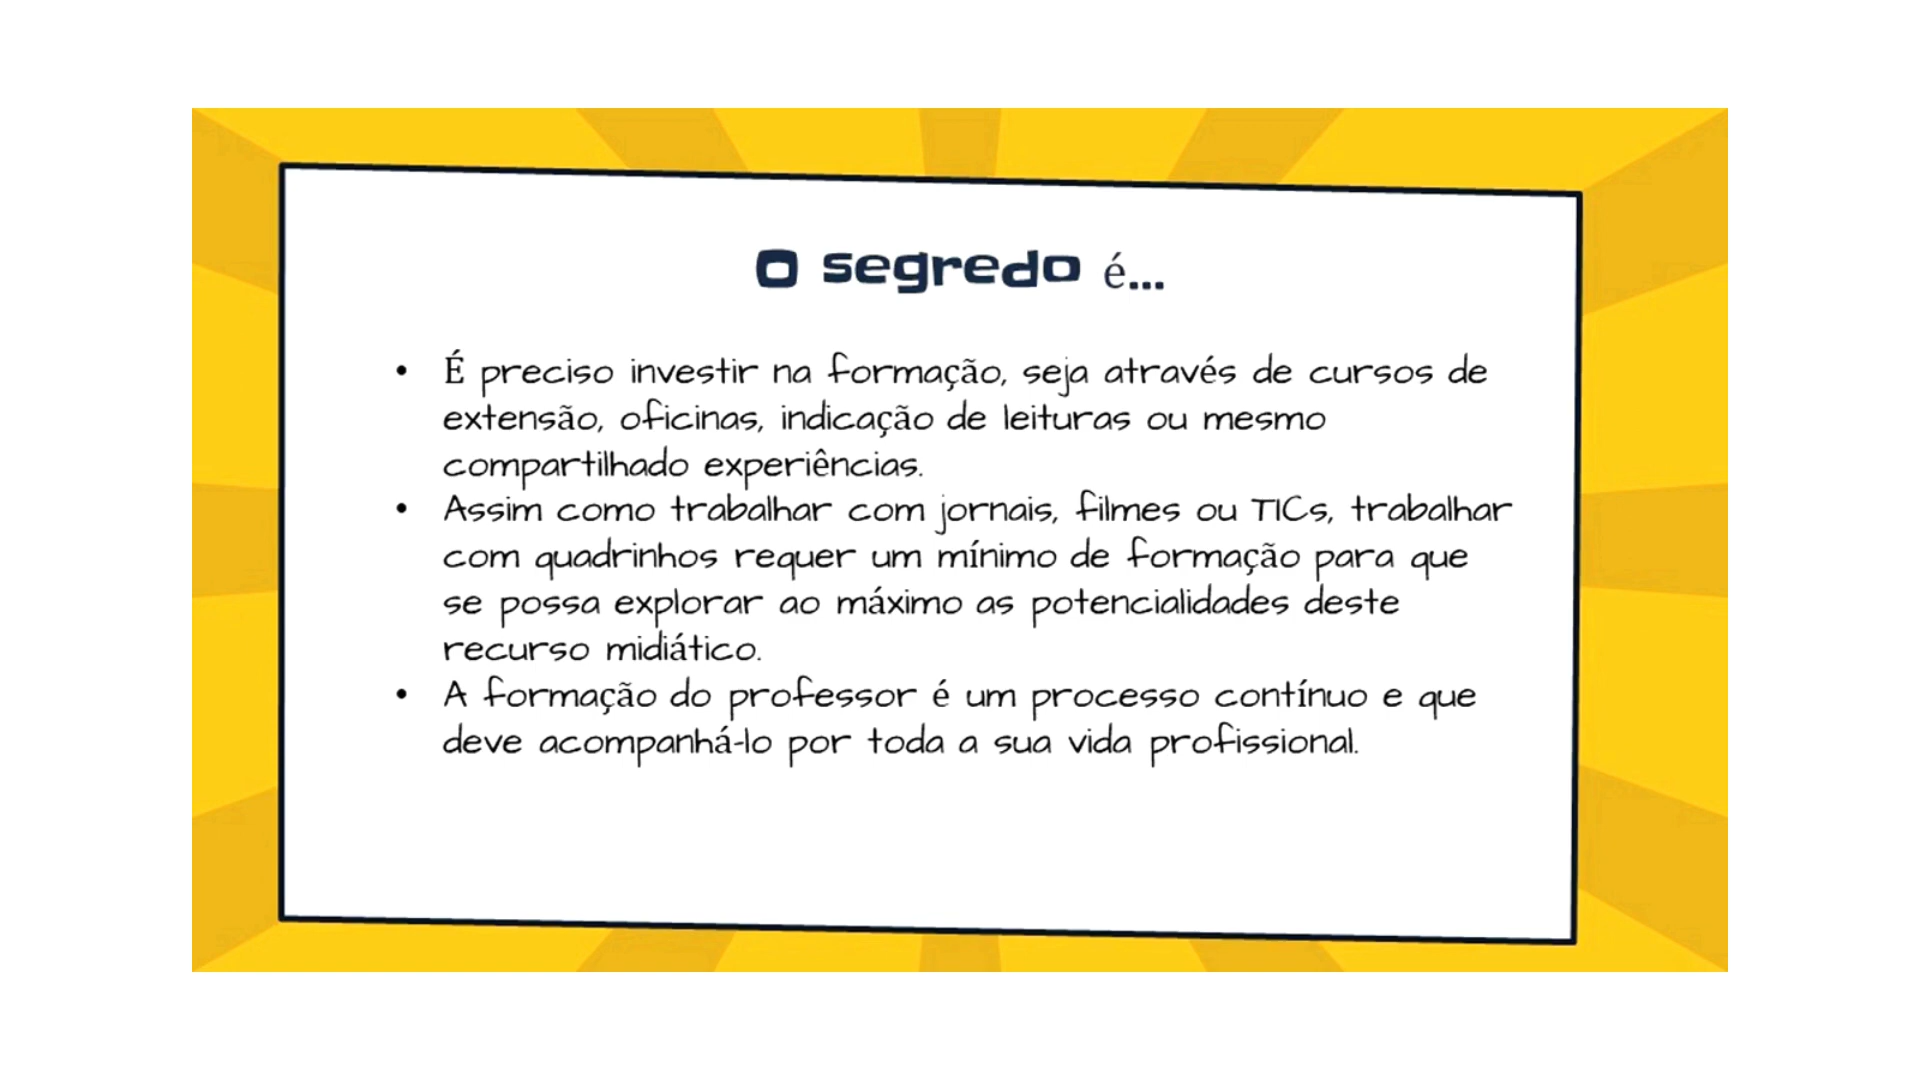 O segredo é...
• É preciso investir na formação, seja através de cursos de
extensão, oficinas, indicação de leituras ou mesmo
compartilhado experiências.
• Assim como trabalhar com jornais, filmes ou TICs, trabalhar
com quadrinhos requer um mínimo de formação para que
se possa explorar ao máximo as potencialidades deste
recurso midiático.
• A formação do professor é um processo contínuo e que
deve acompanhá-lo por toda a sua vida profissional.